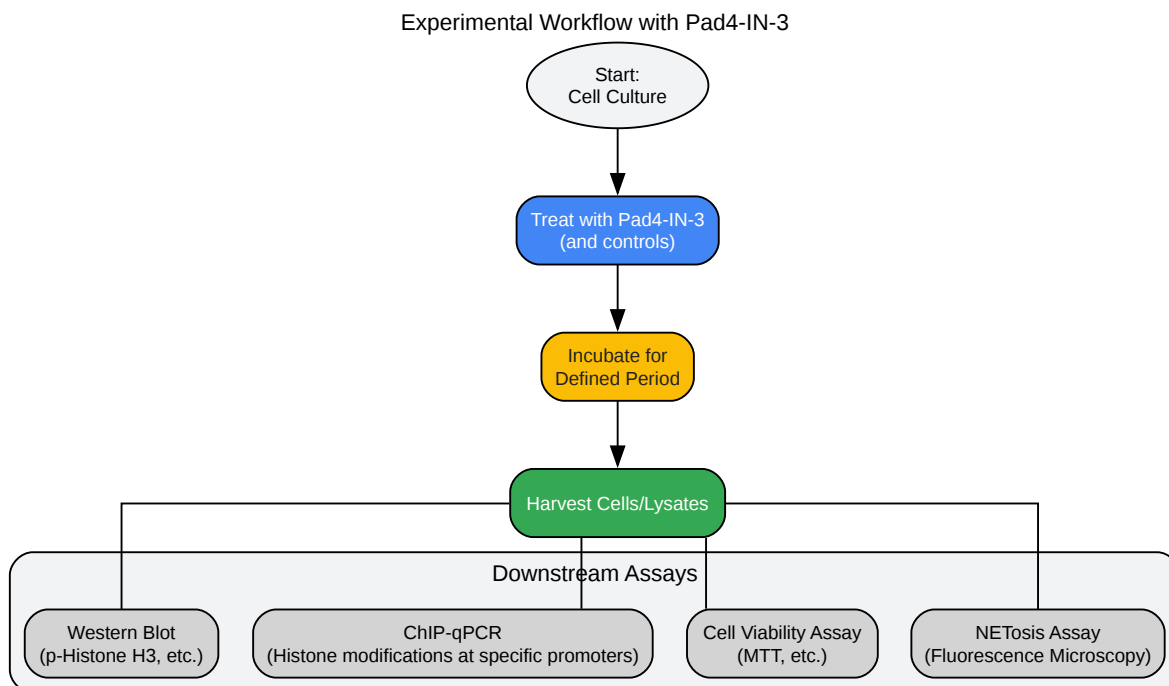 Experimental Workflow with Pad4-IN-3
Start:
Cell Culture
Treat with Pad4-IN-3
(and controls)
Incubate for
Defined Period
Harvest Cells/Lysates
Downstream Assays
Western Blot
(p-Histone H3, etc.)
ChIP-qPCR
(Histone modifications at specific promoters)
Cell Viability Assay
(MTT, etc.)
NETosis Assay
(Fluorescence Microscopy)